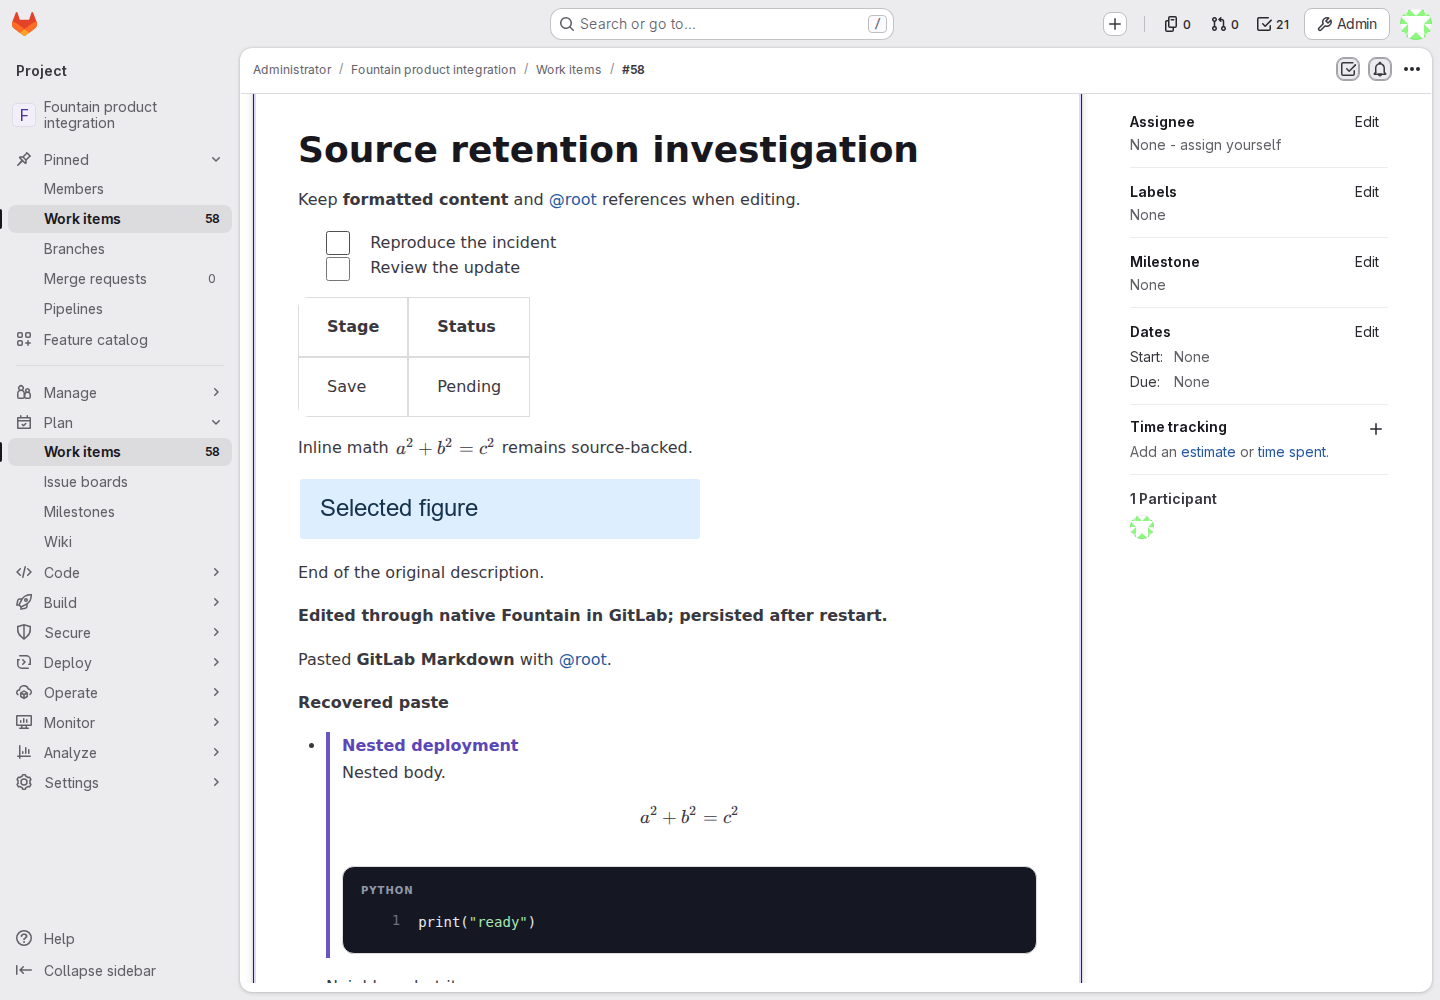 Search or go to...
/
0
0
21
Admin
Project
F
Fountain product
integration
Pinned
Members
Work items
58
Branches
Merge requests
0
Pipelines
Feature catalog
Manage
Plan
Work items
58
Issue boards
Milestones
Wiki
Code
Build
Secure
Deploy
Operate
Monitor
Analyze
Settings
Help
Collapse sidebar
Administrator / Fountain product integration / Work items / #58
Source retention investigation
Keep formatted content and @root references when editing.
Reproduce the incident
Review the update
Stage Status
Save Pending
Inline math a² + b² = c² remains source-backed.
Selected figure
End of the original description.
Edited through native Fountain in GitLab; persisted after restart.
Pasted GitLab Markdown with @root.
Recovered paste
• Nested deployment
Nested body.
a² + b² = c²
PYTHON
1 print("ready")
Assignee Edit
None - assign yourself
Labels Edit
None
Milestone Edit
None
Dates Edit
Start: None
Due: None
Time tracking
Add an estimate or time spent.
1 Participant